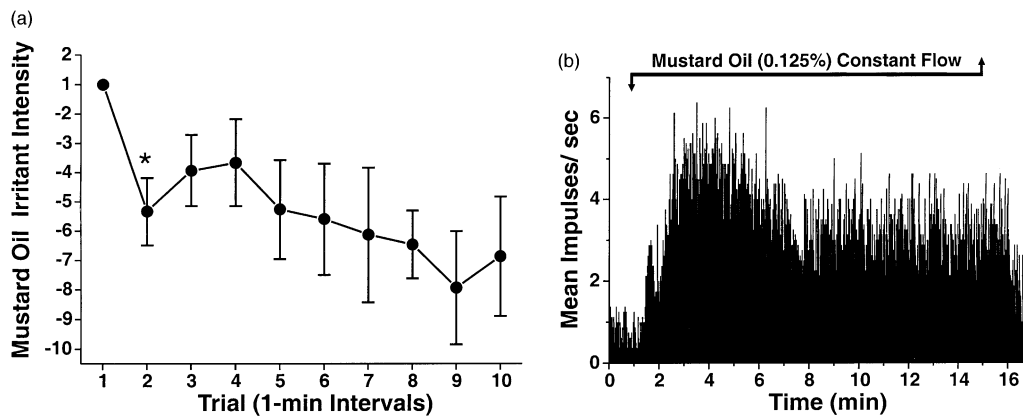 (a)
Mustard Oil Irritant Intensity
2
1
-2
-3
-4
-5
-6
-7
-8
-9
-10
*
1 2 3 4 5 6 7 8 9 10
Trial (1-min Intervals)
(b)
Mustard Oil (0.125%) Constant Flow
Mean Impulses/ sec
6
4
2
0
0 2 4 6 8 10 12 14 16
Time (min)